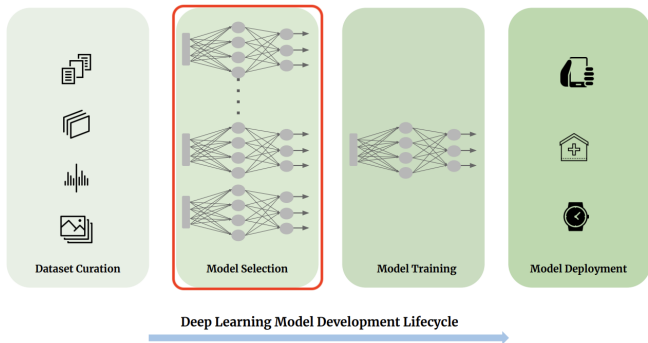 Dataset Curation
Model Selection
Model Training
Model Deployment
Deep Learning Model Development Lifecycle